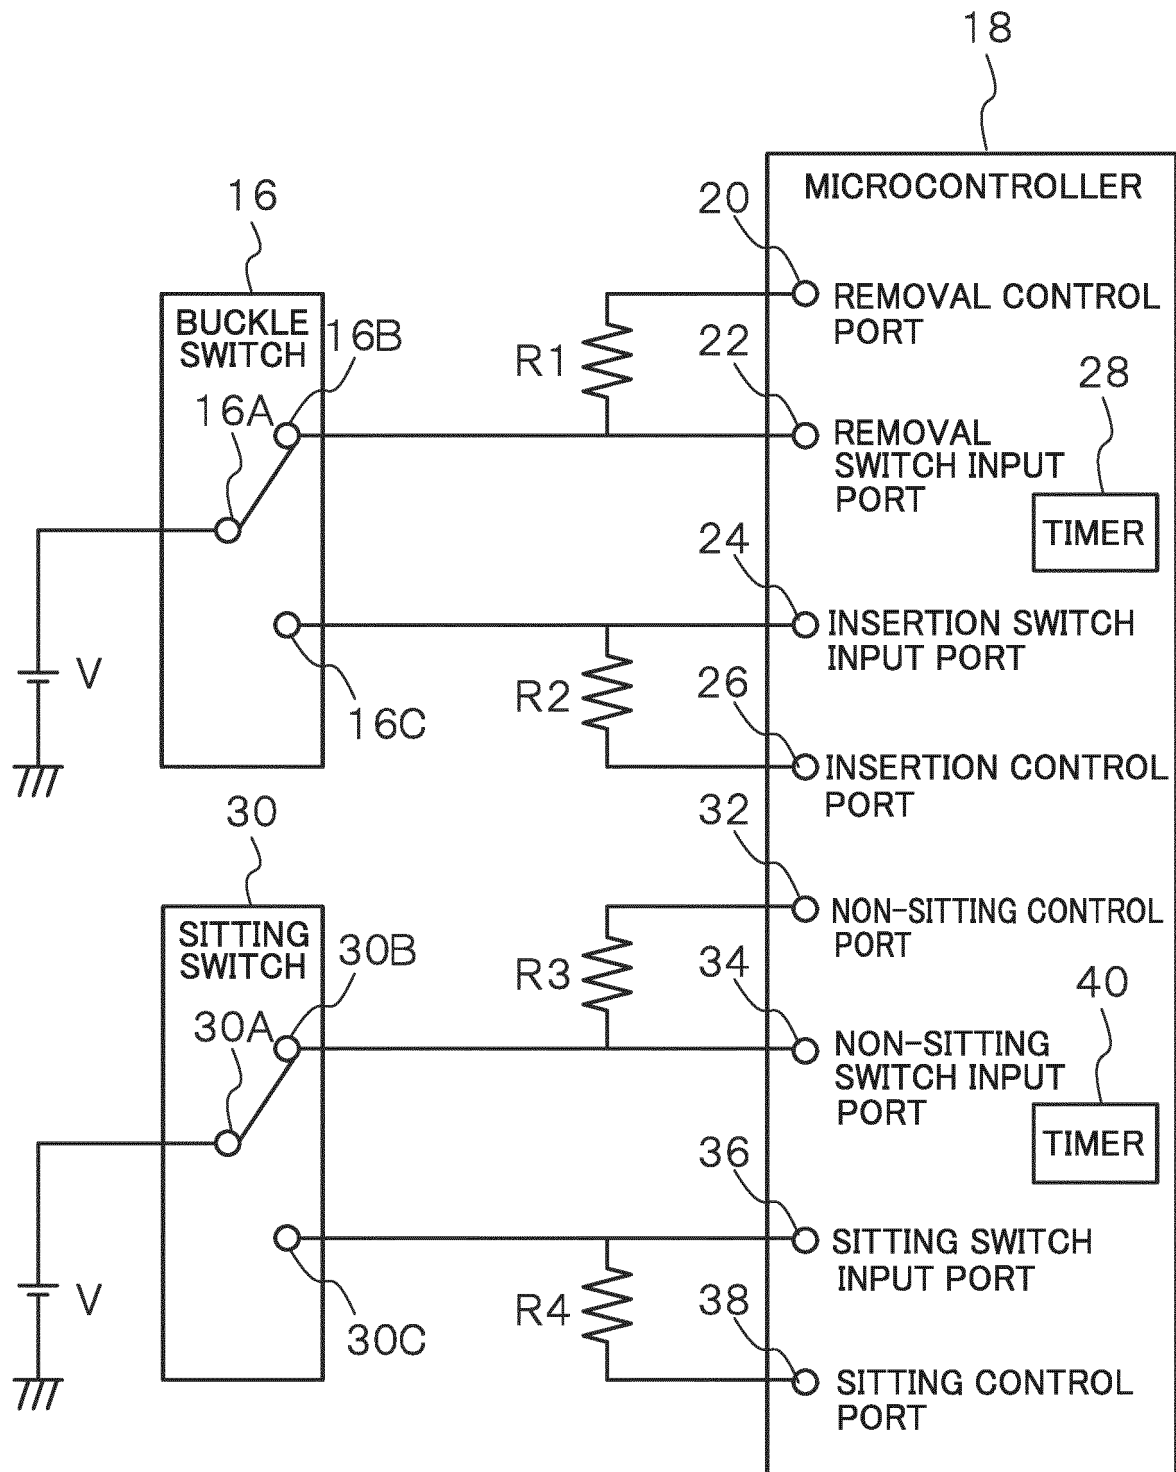 18
MICROCONTROLLER
16
20
REMOVAL CONTROL
PORT
BUCKLE
SWITCH
16B
R1
22
28
16A
REMOVAL
SWITCH INPUT
PORT
TIMER
24
INSERTION SWITCH
INPUT PORT
V
R2
26
16C
INSERTION CONTROL
PORT
30
32
NON-SITTING CONTROL
PORT
SITTING
SWITCH
30B
R3
34
40
30A
NON-SITTING
SWITCH INPUT
PORT
TIMER
36
SITTING SWITCH
INPUT PORT
V
R4
38
30C
SITTING CONTROL
PORT